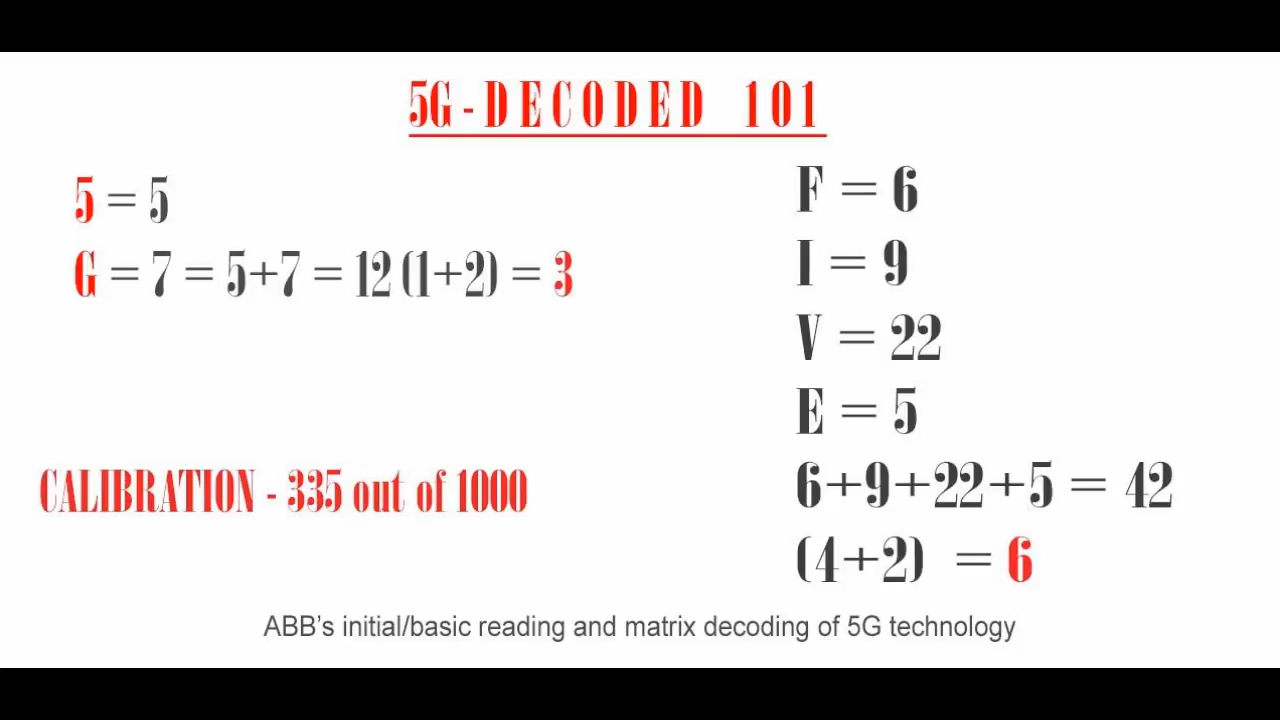 5G - DECODED 101
5 = 5
G = 7 = 5+7 = 12 (1+2) = 3
CALIBRATION - 335 out of 1000
F = 6
I = 9
V = 22
E = 5
6+9+22+5 = 42
(4+2) = 6
ABB's initial/basic reading and matrix decoding of 5G technology